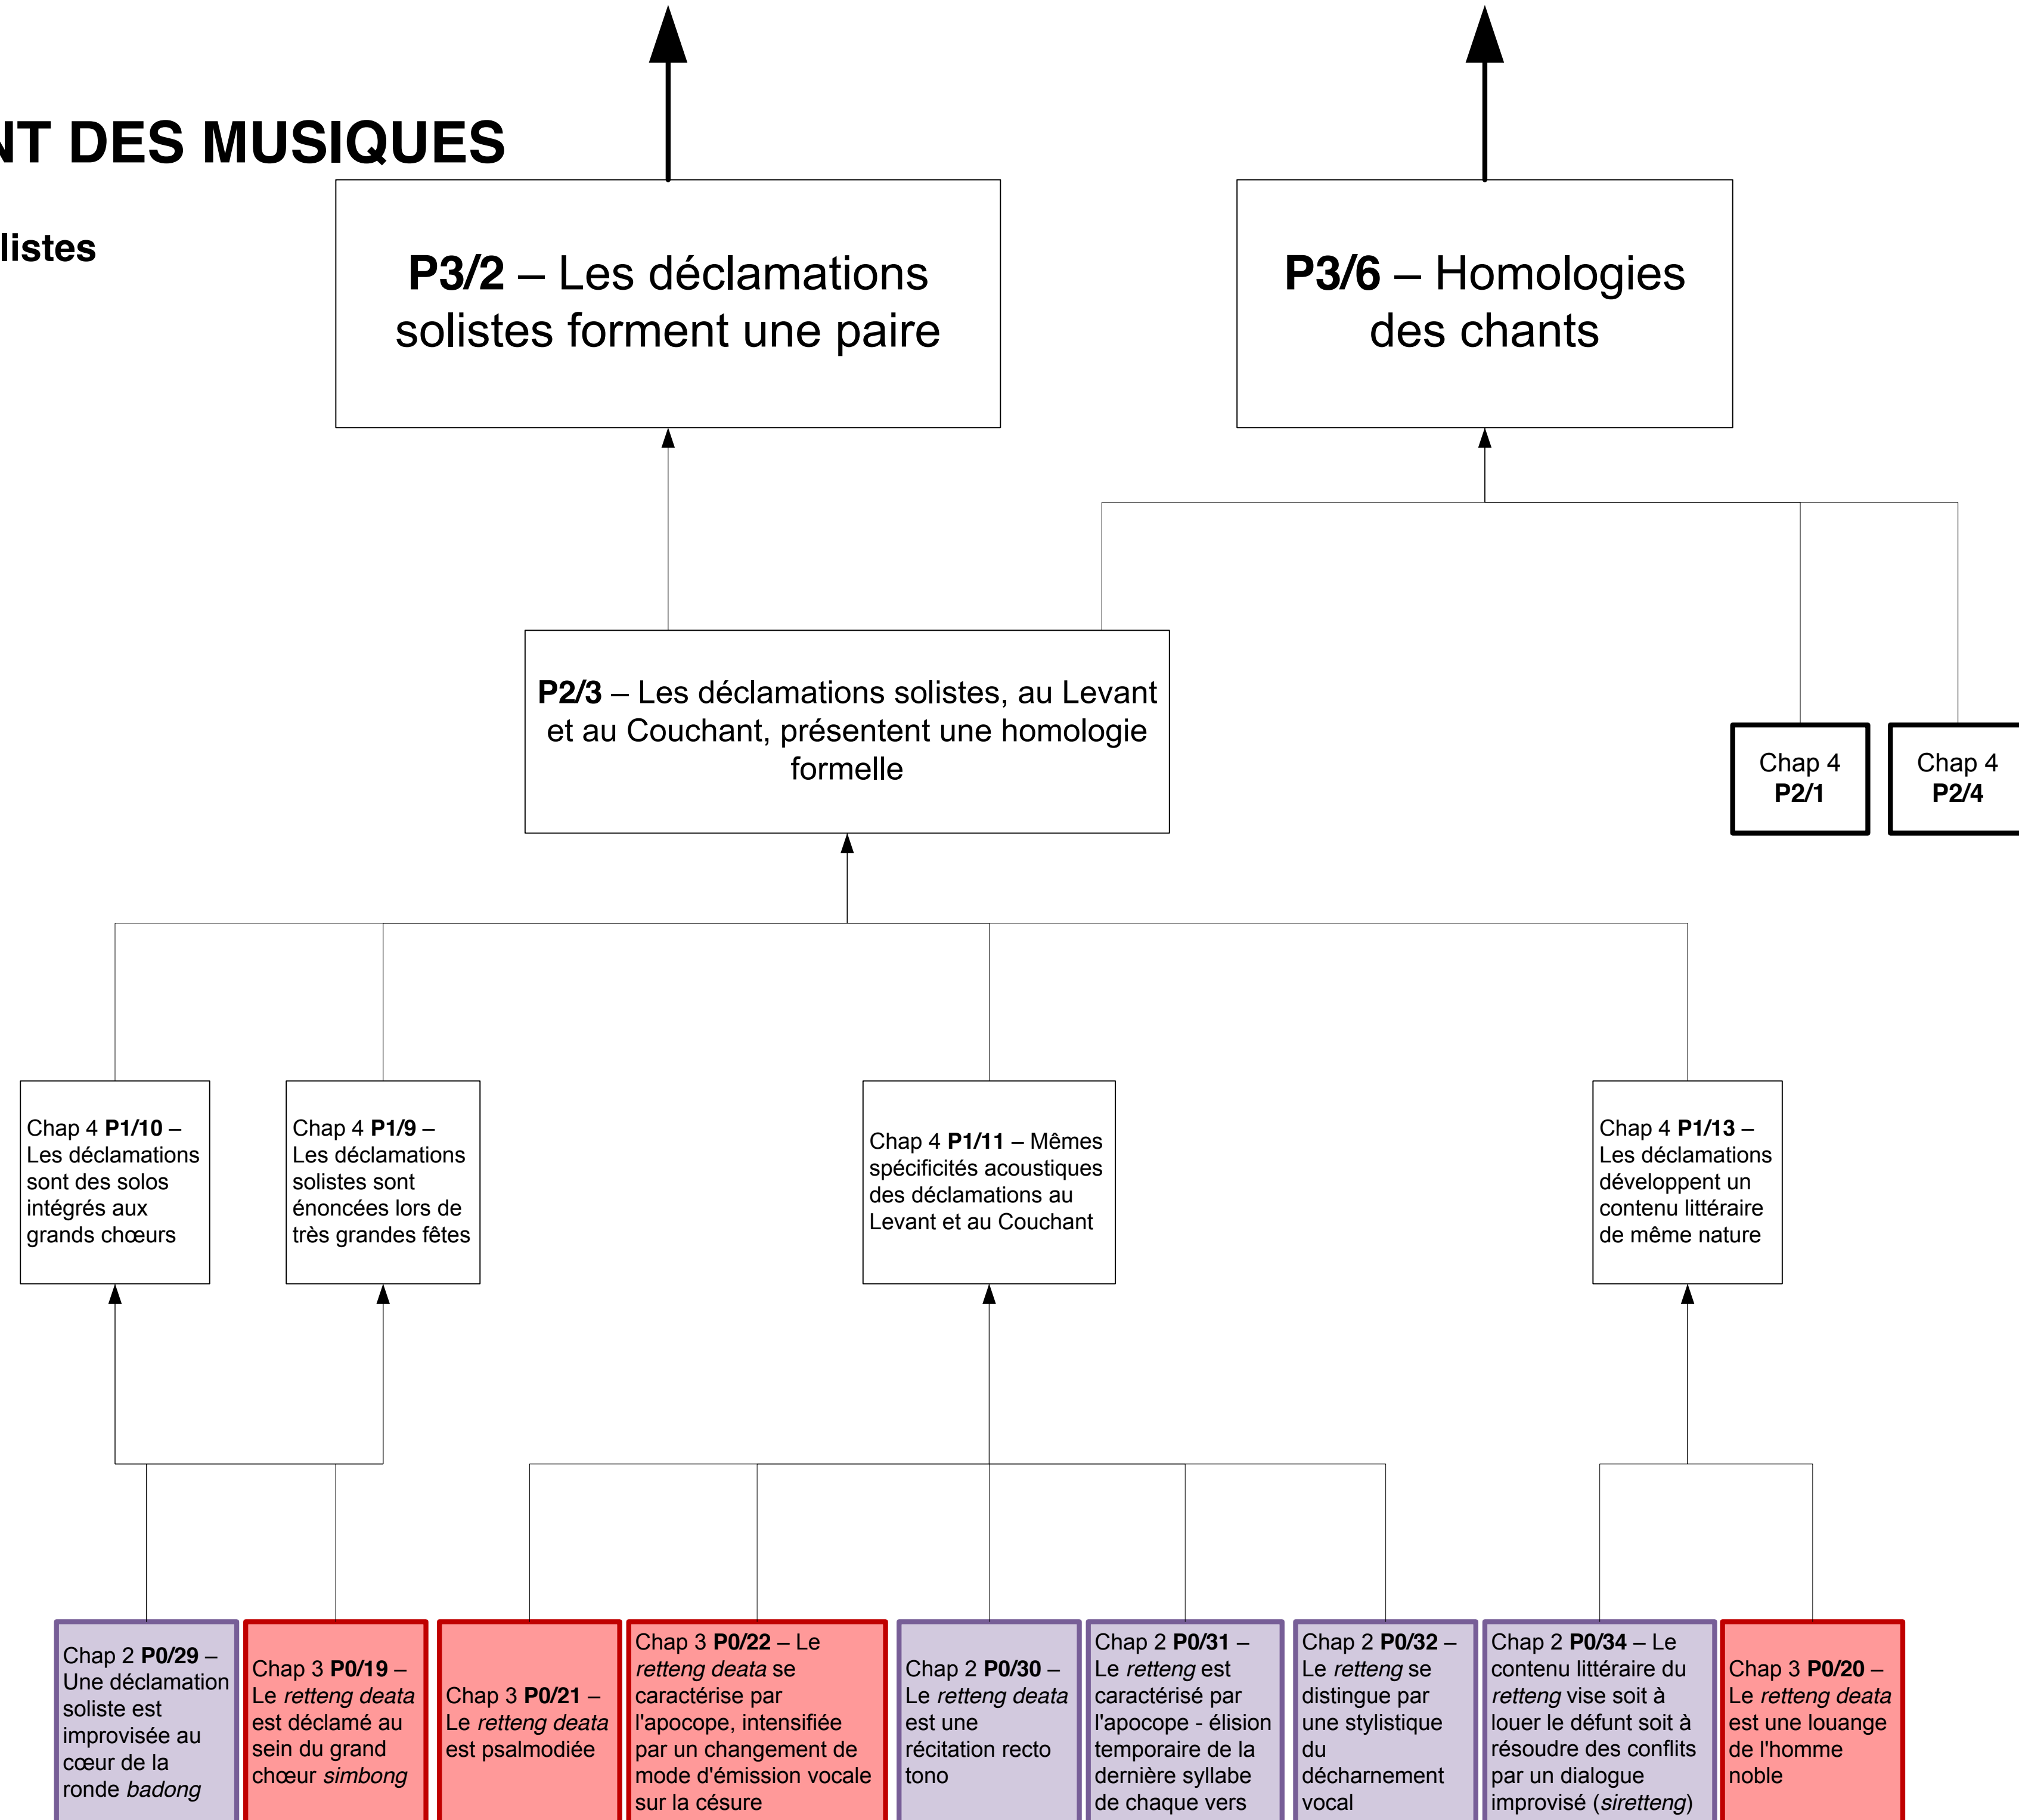 NT DES MUSIQUES
listes
P3/2 – Les déclamations
solistes forment une paire
P3/6 – Homologies
des chants
P2/3 – Les déclamations solistes, au Levant
et au Couchant, présentent une homologie
formelle
Chap 4
P2/1
Chap 4
P2/4
Chap 4 P1/10 –
Les déclamations
sont des solos
intégrés aux
grands chœurs
Chap 4 P1/9 –
Les déclamations
solistes sont
énoncées lors de
très grandes fêtes
Chap 4 P1/11 – Mêmes
spécificités acoustiques
des déclamations au
Levant et au Couchant
Chap 4 P1/13 –
Les déclamations
développent un
contenu littéraire
de même nature
Chap 2 P0/29 –
Une déclamation
soliste est
improvisée au
cœur de la
ronde badong
Chap 3 P0/19 –
Le retteng deata
est déclamé au
sein du grand
chœur simbong
Chap 3 P0/21 –
Le retteng deata
est psalmodiée
Chap 3 P0/22 – Le
retteng deata se
caractérise par
l'apocope, intensifiée
par un changement de
mode d'émission vocale
sur la césure
Chap 2 P0/30 –
Le retteng deata
est une
récitation recto
tono
Chap 2 P0/31 –
Le retteng est
caractérisé par
l'apocope - élision
temporaire de la
dernière syllabe
de chaque vers
Chap 2 P0/32 –
Le retteng se
distingue par
une stylistique
du
décharnement
vocal
Chap 2 P0/34 – Le
contenu littéraire du
retteng vise soit à
louer le défunt soit à
résoudre des conflits
par un dialogue
improvisé (siretteng)
Chap 3 P0/20 –
Le retteng deata
est une louange
de l'homme
noble